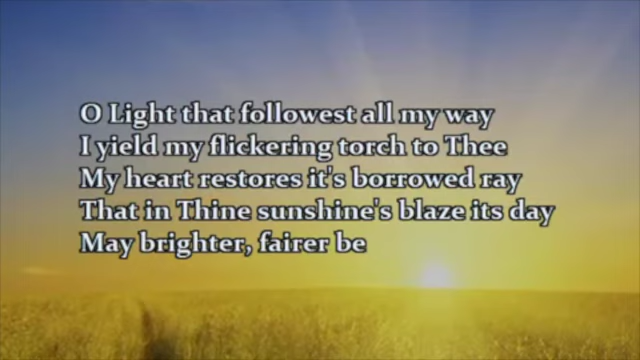 O Light that followest all my way
I yield my flickering torch to Thee
My heart restores it's borrowed ray
That in Thine sunshine's blaze its day
May brighter, fairer be